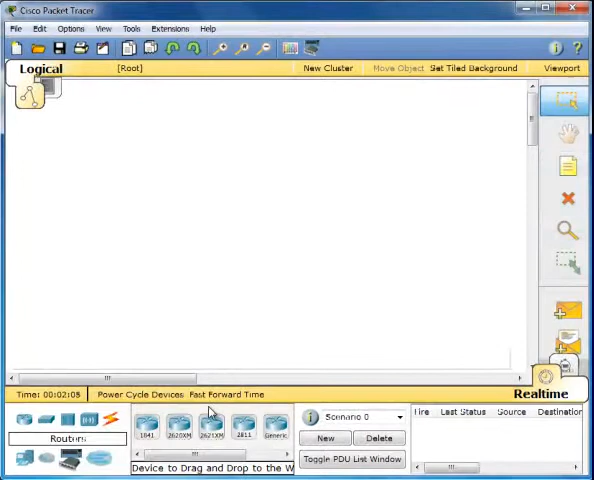 Cisco Packet Tracer
File Edit Options View Tools Extensions Help
Logical [Root] New Cluster Move Object Set Tiled Background Viewport
Time: 00:02:05 Power Cycle Devices Fast Forward Time Realtime
Scenario 0
Fire Last Status Source Destination
1841 2620XM 2621XM 2811 Generic
Routers
New Delete
Toggle PDU List Window
Device to Drag and Drop to the W